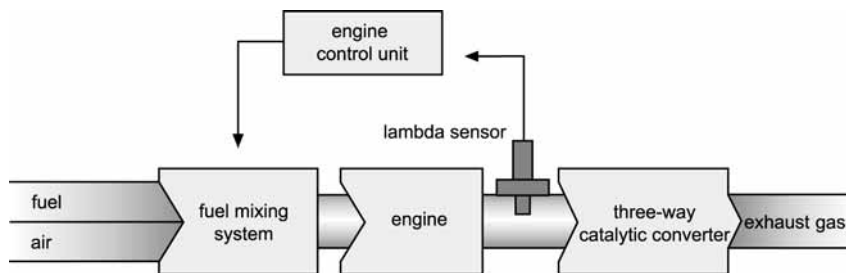 engine
control unit
lambda sensor
fuel
air
fuel mixing
system
engine
three-way
catalytic converter
exhaust gas